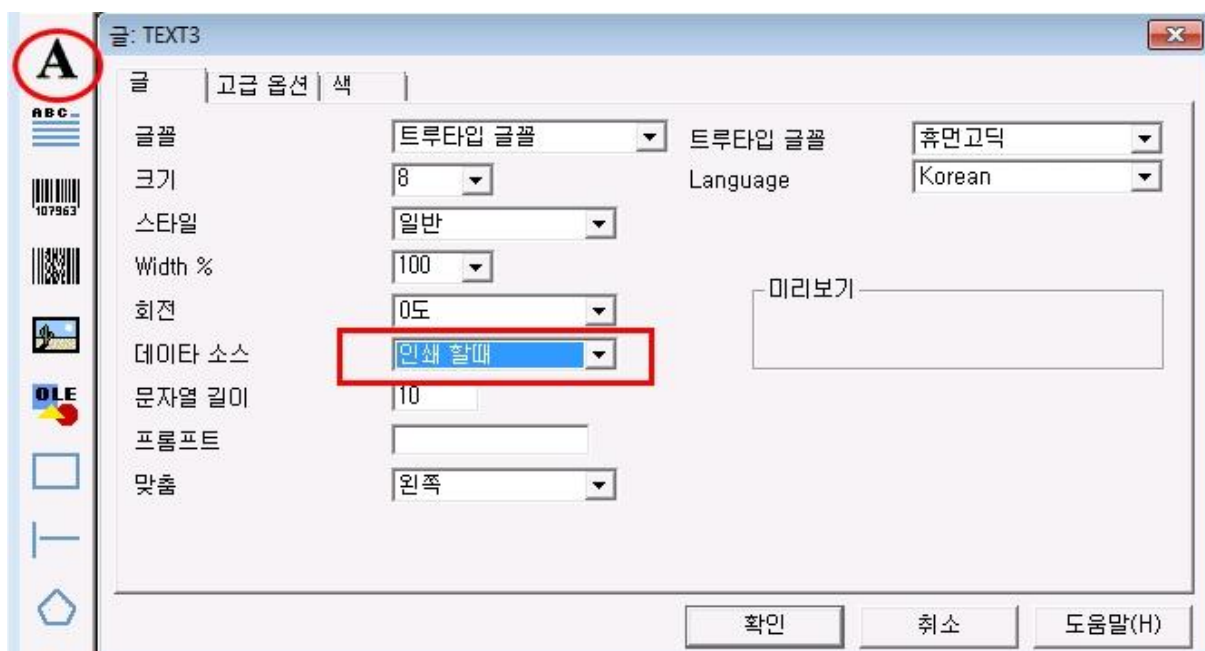 A
글: TEXT3
글 고급 옵션 색
ABC
글꼴 트루타입 글꼴 트루타입 글꼴 휴먼고딕
크기 8 Language Korean
107963
스타일 일반
Width % 100
미리보기
회전 0도
데이타 소스 인쇄 할때
OLE
문자열 길이 10
프롬프트
맞춤 왼쪽
확인 취소 도움말(H)